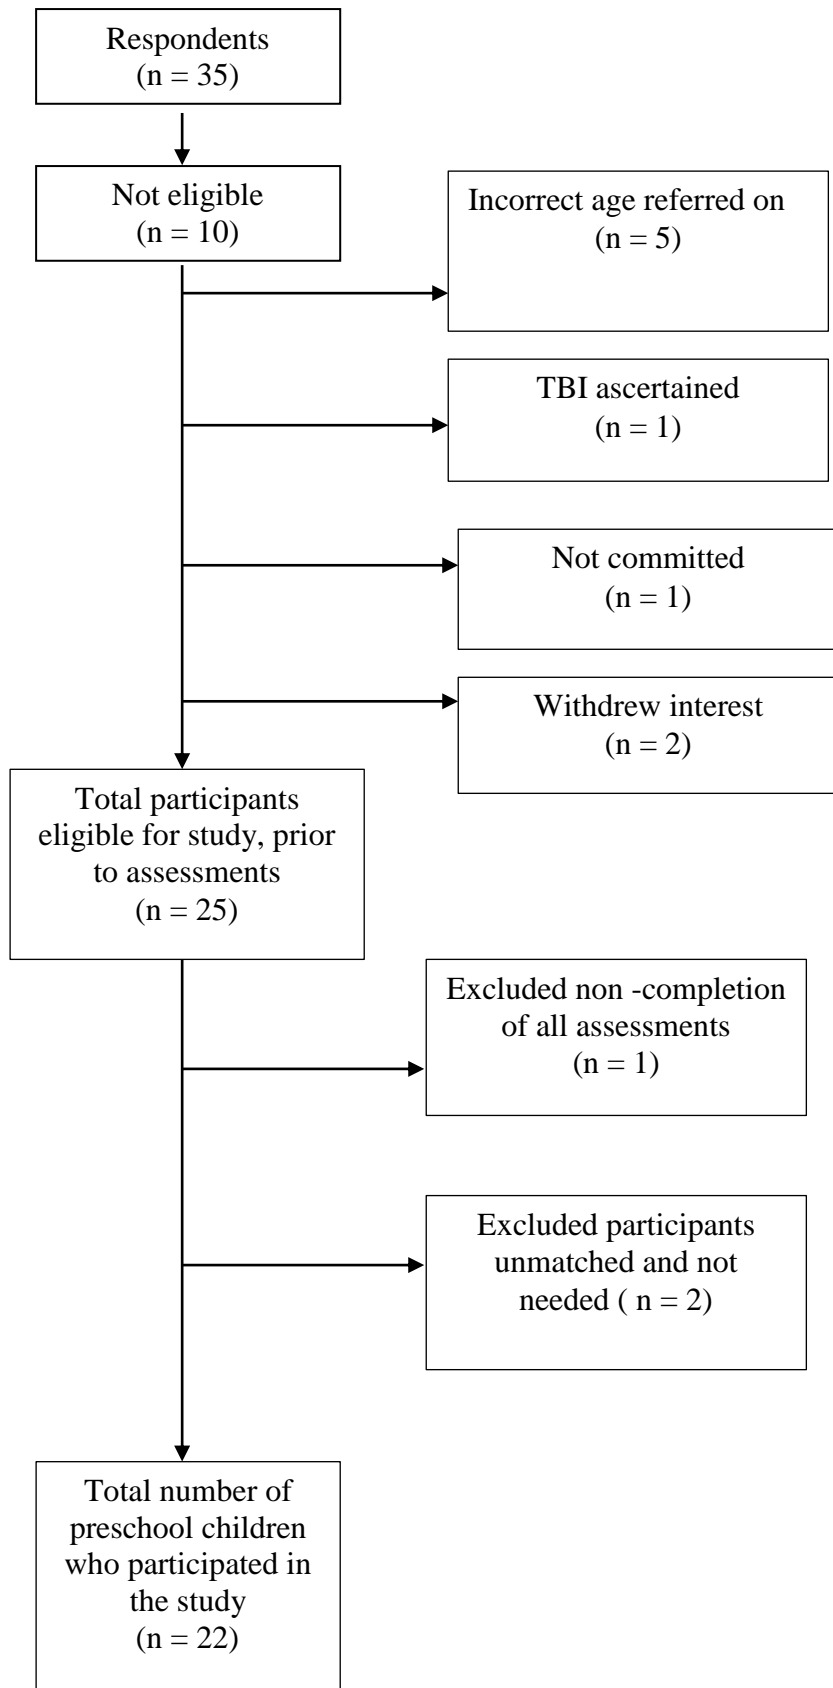 Respondents
(n = 35)
Not eligible
(n = 10)
Incorrect age referred on
(n = 5)
TBI ascertained
(n = 1)
Not committed
(n = 1)
Withdrew interest
(n = 2)
Total participants
eligible for study, prior
to assessments
(n = 25)
Excluded non -completion
of all assessments
(n = 1)
Excluded participants
unmatched and not
needed ( n = 2)
Total number of
preschool children
who participated in
the study
(n = 22)